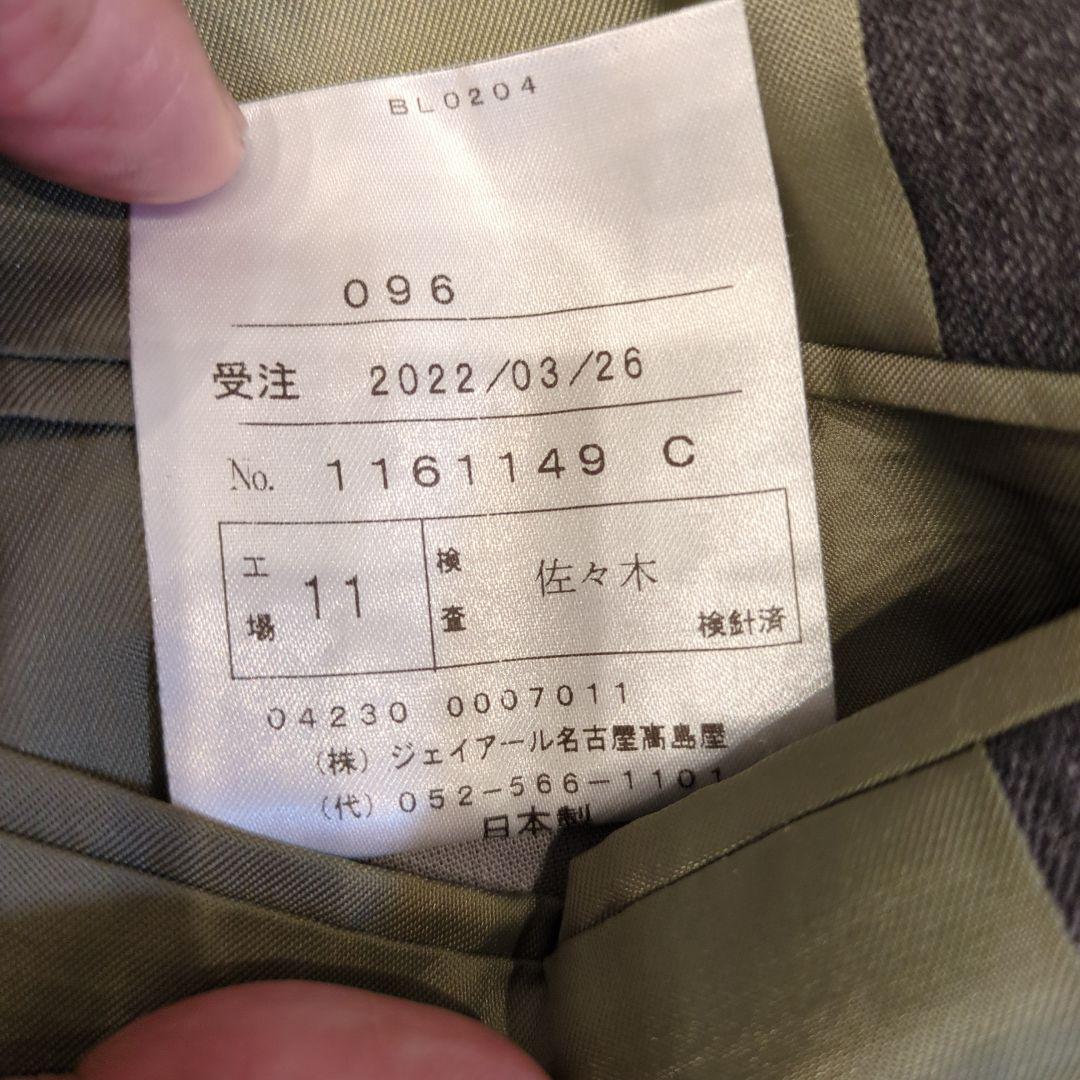 BL0204
096
受注 2022/03/26
No. 1161149 C
工場 11 検査 佐々木 検針済
04230 0007011
(株) ジェイアール名古屋髙島屋
(代) 052-566-1101
日本製